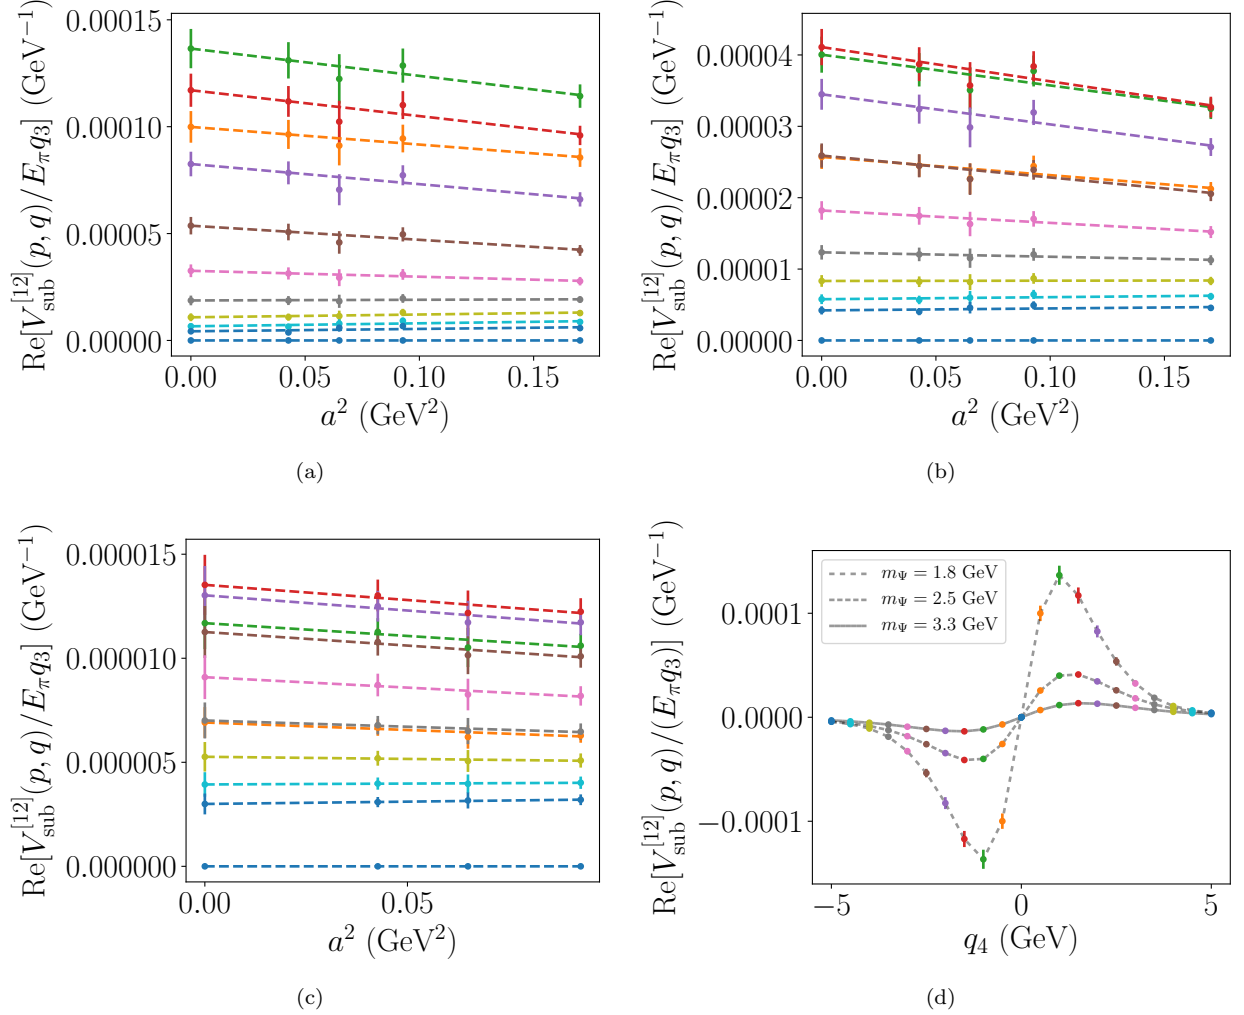 Re[V_sub^[12](p, q)/E_π q_3] (GeV^−1)
0.00015
0.00010
0.00005
0.00000
0.00 0.05 0.10 0.15
a^2 (GeV^2)
(a)
Re[V_sub^[12](p, q)/E_π q_3] (GeV^−1)
0.00004
0.00003
0.00002
0.00001
0.00000
0.00 0.05 0.10 0.15
a^2 (GeV^2)
(b)
Re[V_sub^[12](p, q)/E_π q_3] (GeV^−1)
0.000015
0.000010
0.000005
0.000000
0.00 0.05
a^2 (GeV^2)
(c)
Re[V_sub^[12](p, q)/(E_π q_3)] (GeV^−1)
0.0001
0.0000
−0.0001
m_Ψ = 1.8 GeV
m_Ψ = 2.5 GeV
m_Ψ = 3.3 GeV
−5 0 5
q_4 (GeV)
(d)